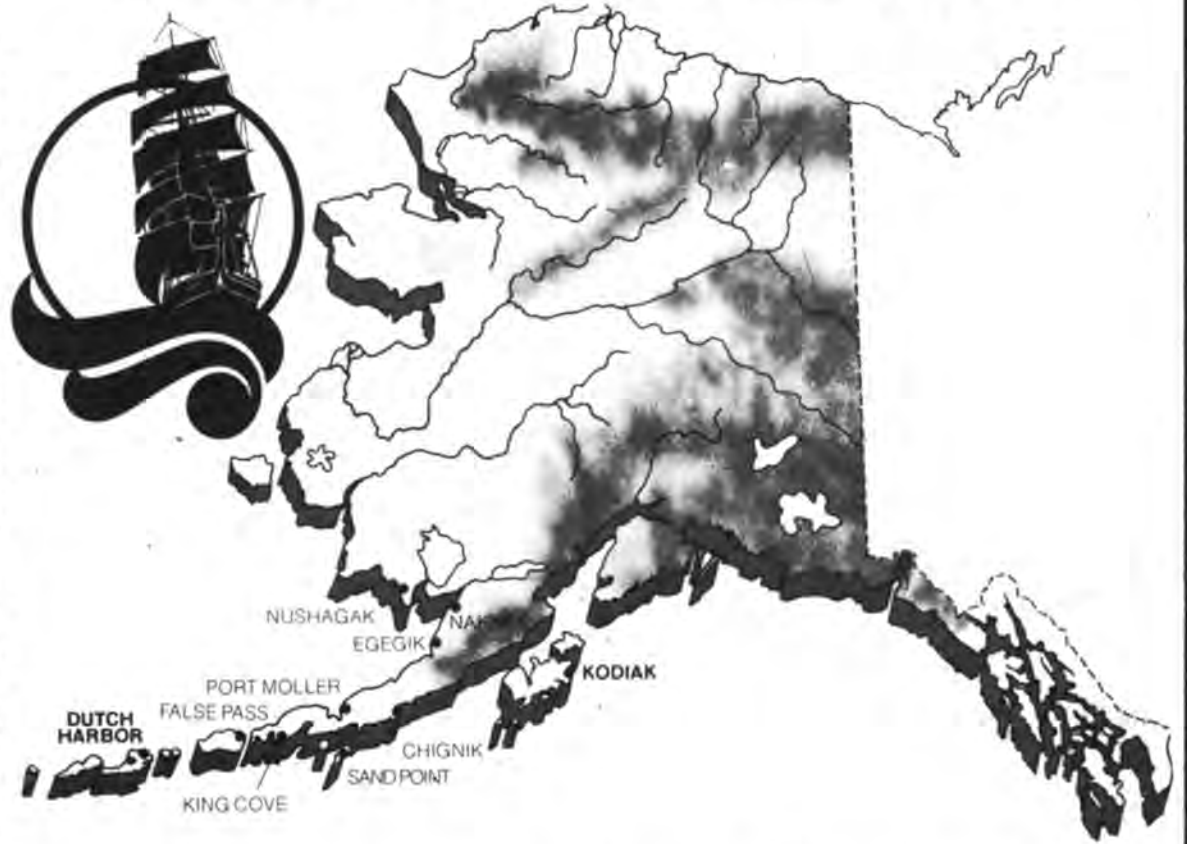 NUSHAGAK
EGEGIK
PORT MOLLER
FALSE PASS
DUTCH
HARBOR
KING COVE
SAND POINT
CHIGNIK
KODIAK